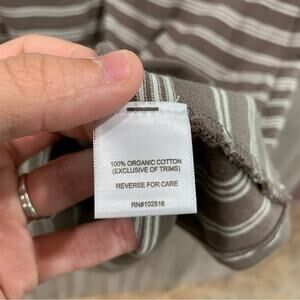 100% ORGANIC COTTON
(EXCLUSIVE OF TRIMS)
REVERSE FOR CARE
RN#102816